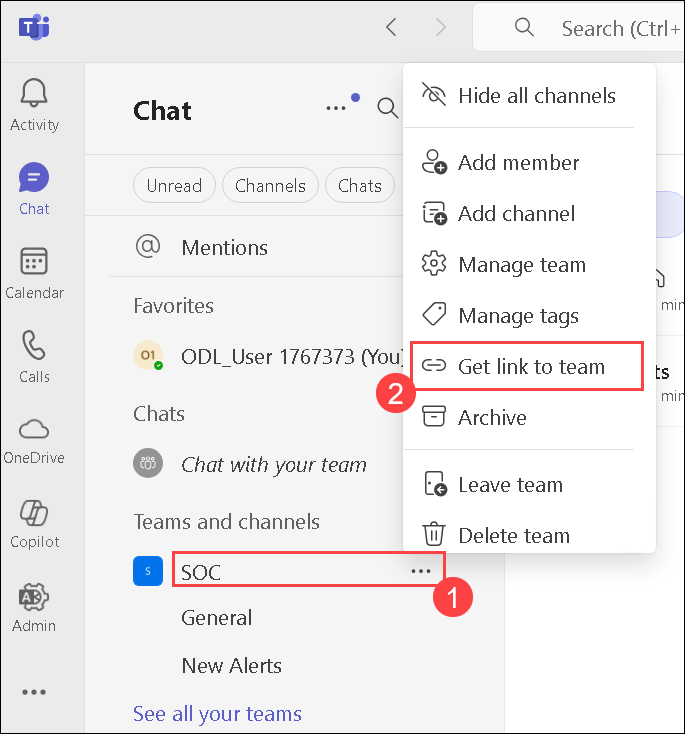 Search (Ctrl+
Activity
Chat
Calendar
Calls
OneDrive
Copilot
Admin
Chat
Unread
Channels
Chats
Mentions
Favorites
O1
ODL_User 1767373 (You)
Chats
Chat with your team
Teams and channels
S
SOC
1
General
New Alerts
See all your teams
Hide all channels
Add member
Add channel
Manage team
Manage tags
Get link to team
2
Archive
Leave team
Delete team
min
ts
min